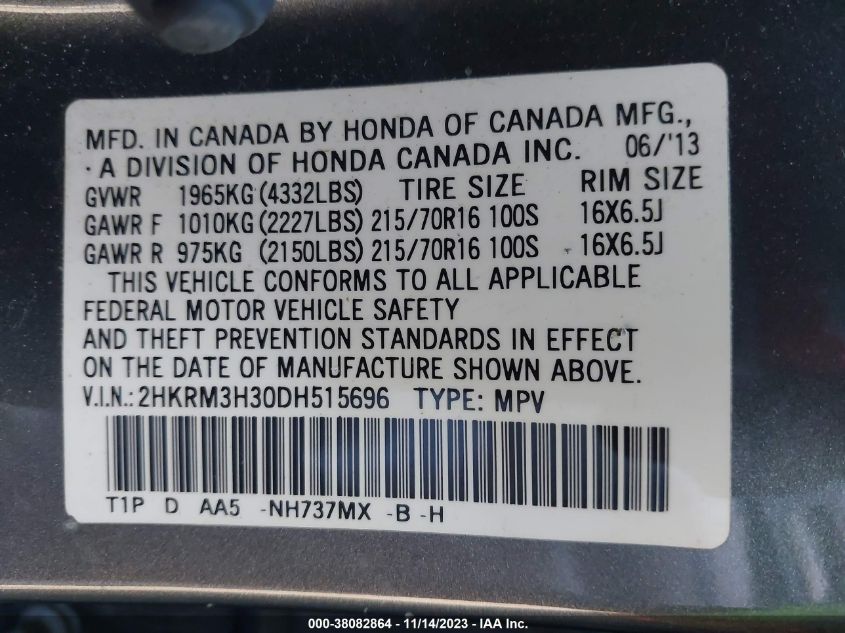 MFD. IN CANADA BY HONDA OF CANADA MFG.,
A DIVISION OF HONDA CANADA INC. 06/'13
GVWR 1965KG (4332LBS) TIRE SIZE RIM SIZE
GAWR F 1010KG (2227LBS) 215/70R16 100S 16X6.5J
GAWR R 975KG (2150LBS) 215/70R16 100S 16X6.5J
THIS VEHICLE CONFORMS TO ALL APPLICABLE
FEDERAL MOTOR VEHICLE SAFETY
AND THEFT PREVENTION STANDARDS IN EFFECT
ON THE DATE OF MANUFACTURE SHOWN ABOVE.
V.I.N.: 2HKRM3H30DH515696 TYPE: MPV
T1P D AA5 -NH737MX -B -H
000-38082864 - 11/14/2023 - IAA Inc.